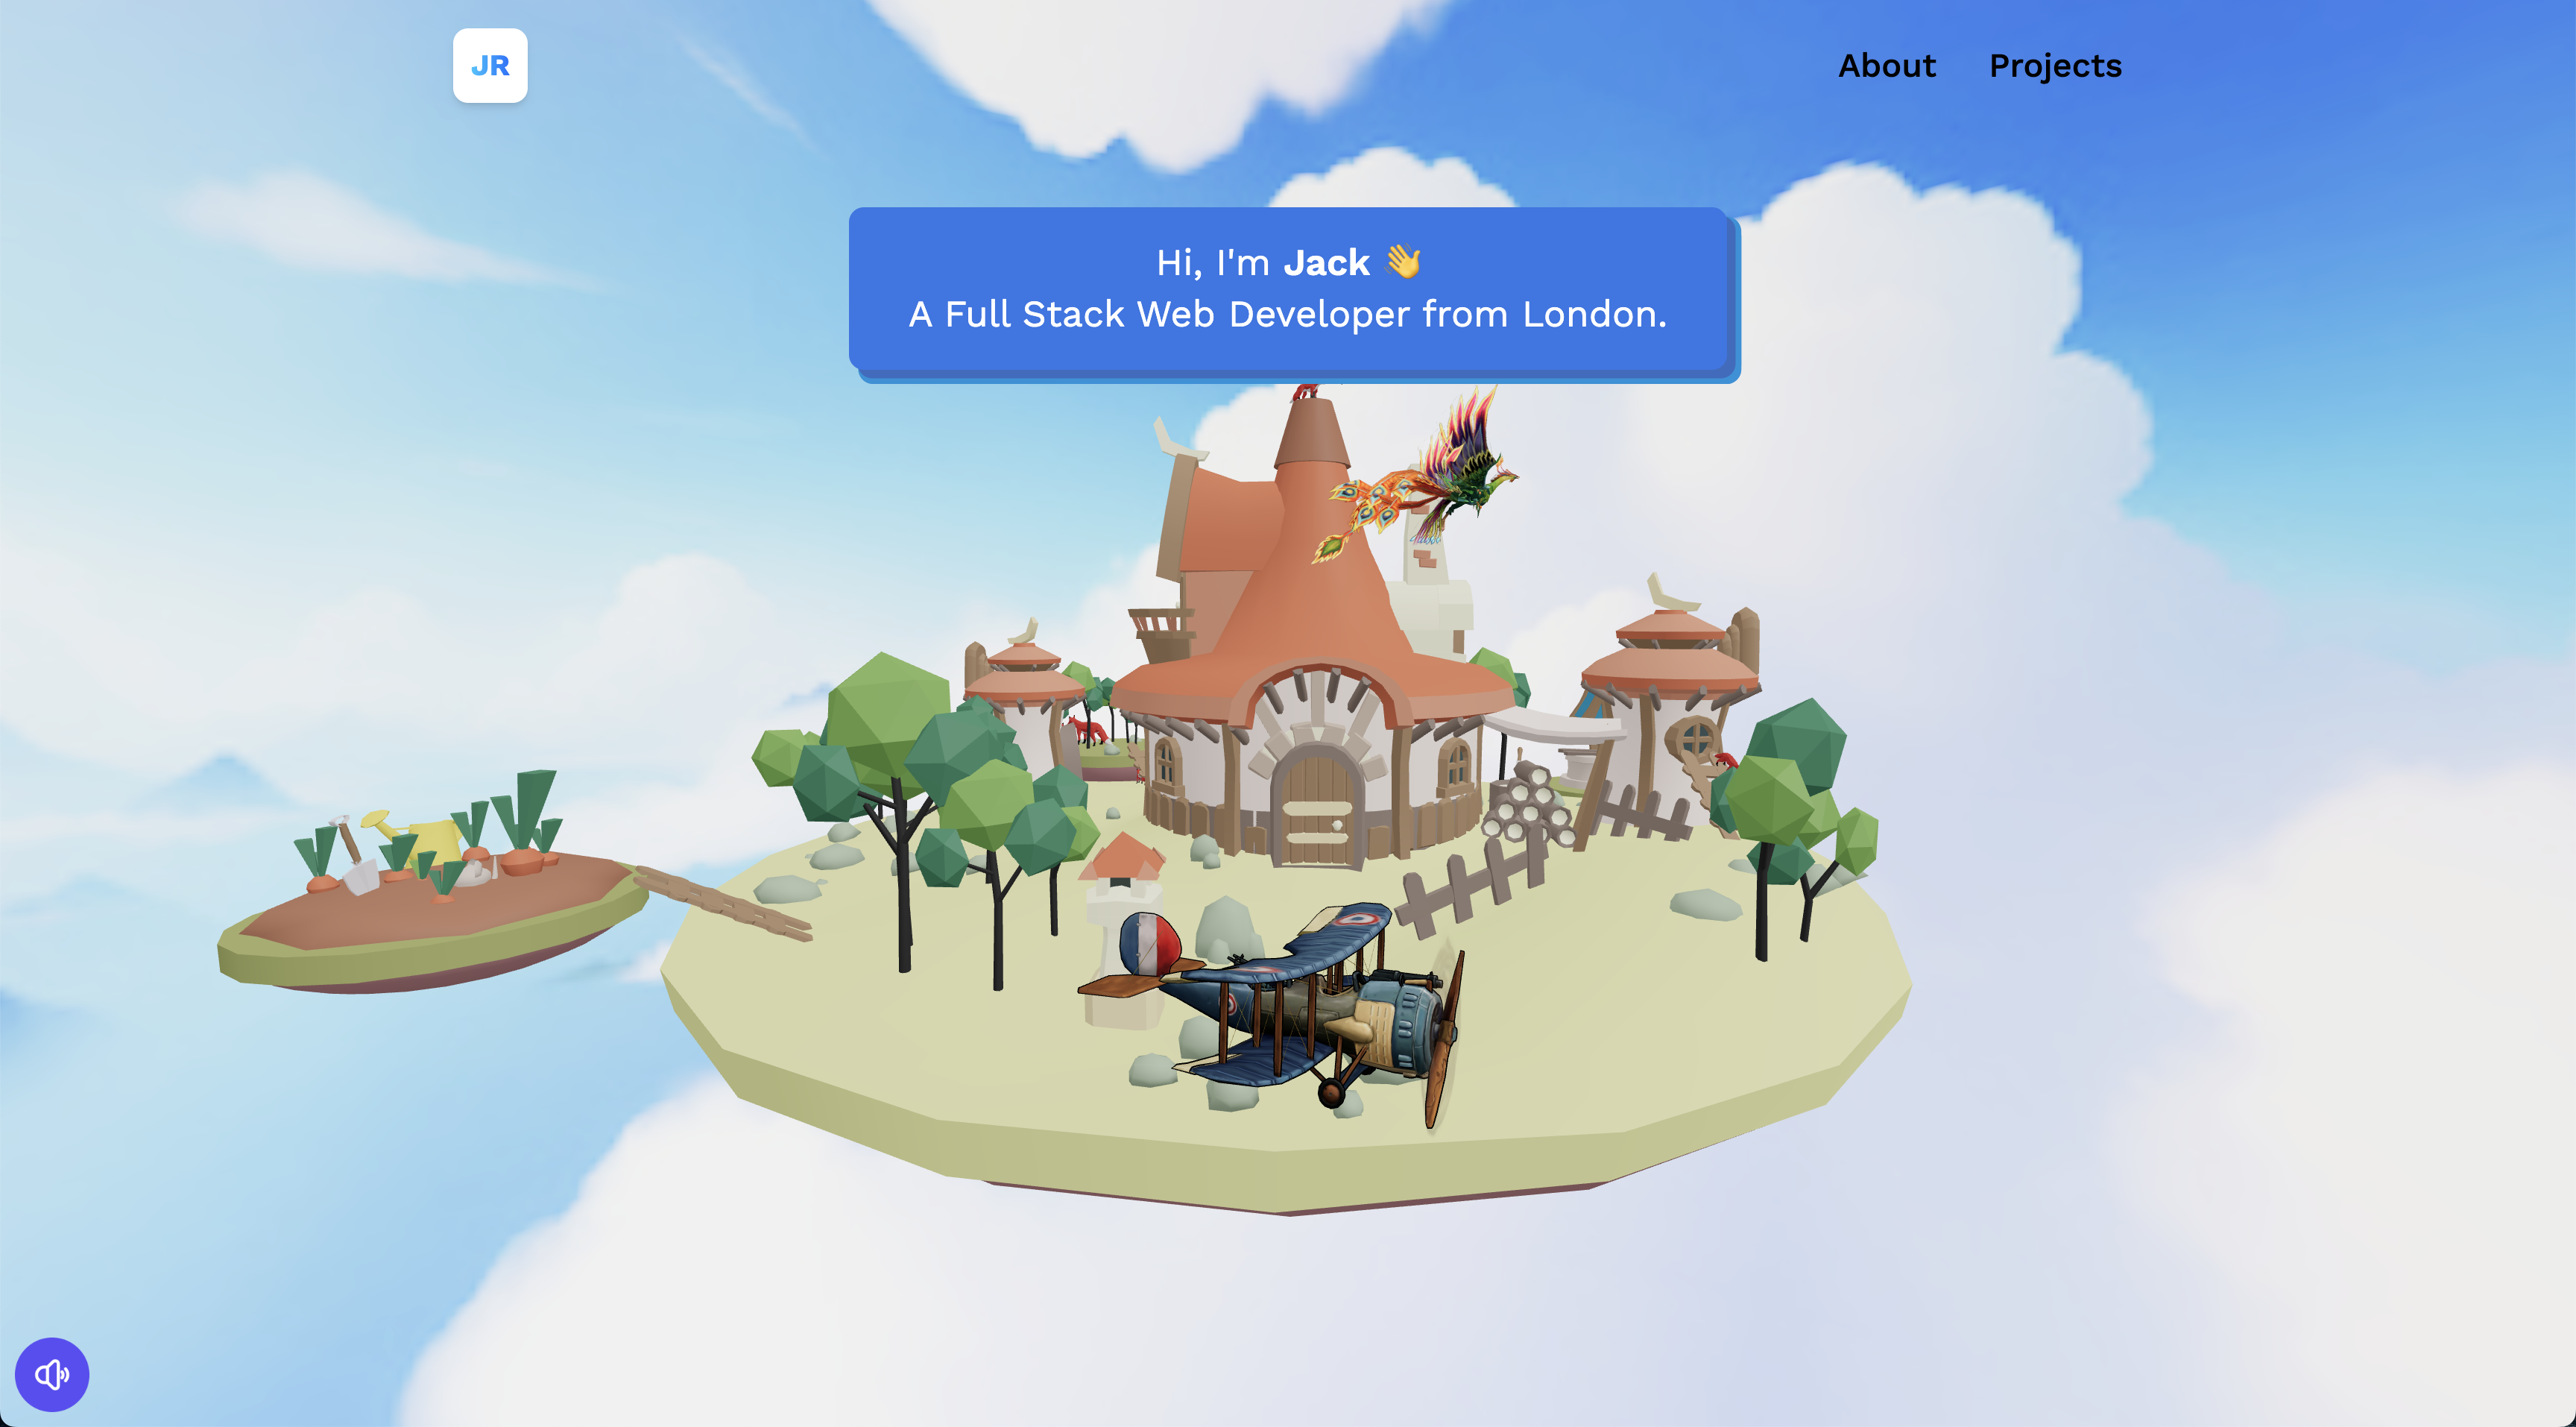 JR
About Projects
Hi, I'm Jack 👋
A Full Stack Web Developer from London.